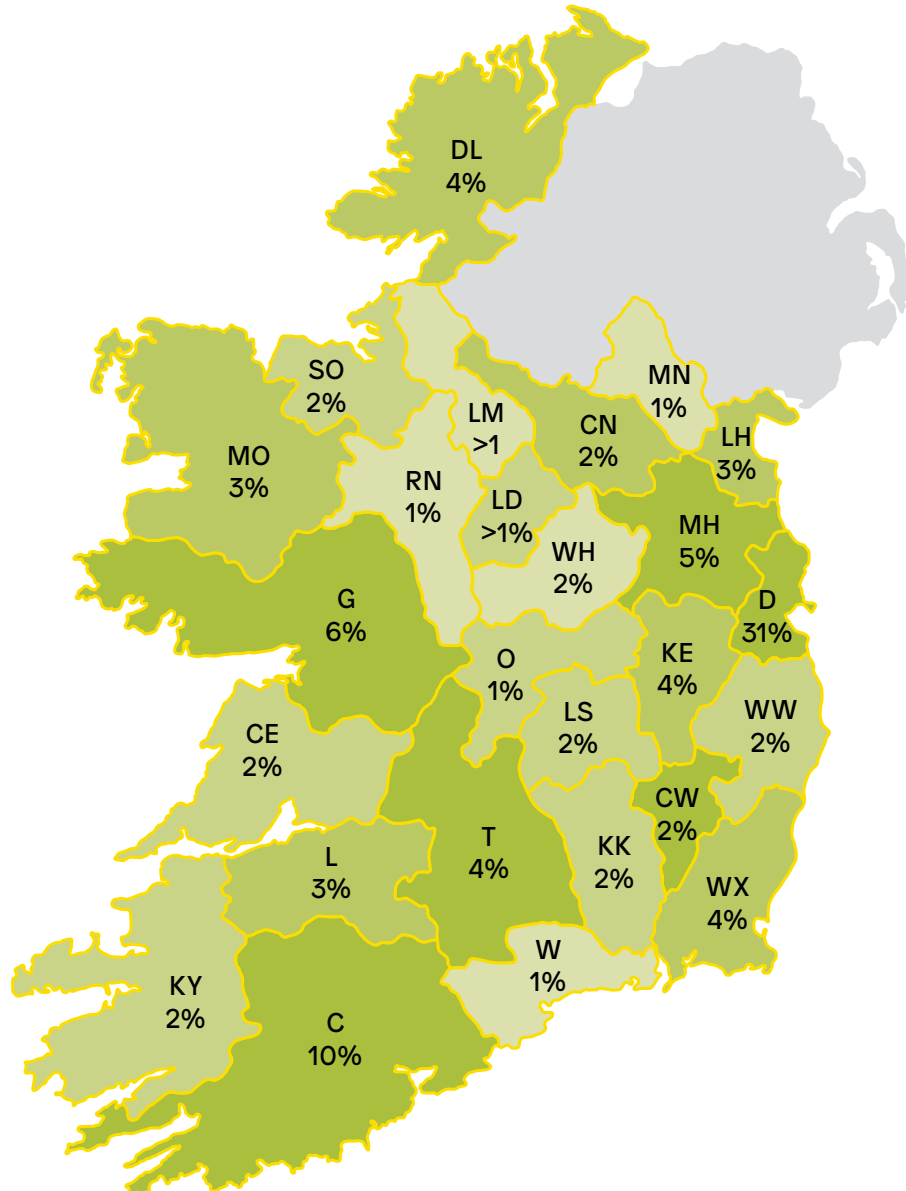 DL
4%
SO
2%
MN
1%
LM
>1
CN
2%
LH
3%
MO
3%
RN
1%
LD
>1%
MH
5%
WH
2%
G
6%
D
31%
O
1%
KE
4%
LS
2%
WW
2%
CE
2%
CW
2%
T
4%
KK
2%
L
3%
WX
4%
W
1%
KY
2%
C
10%